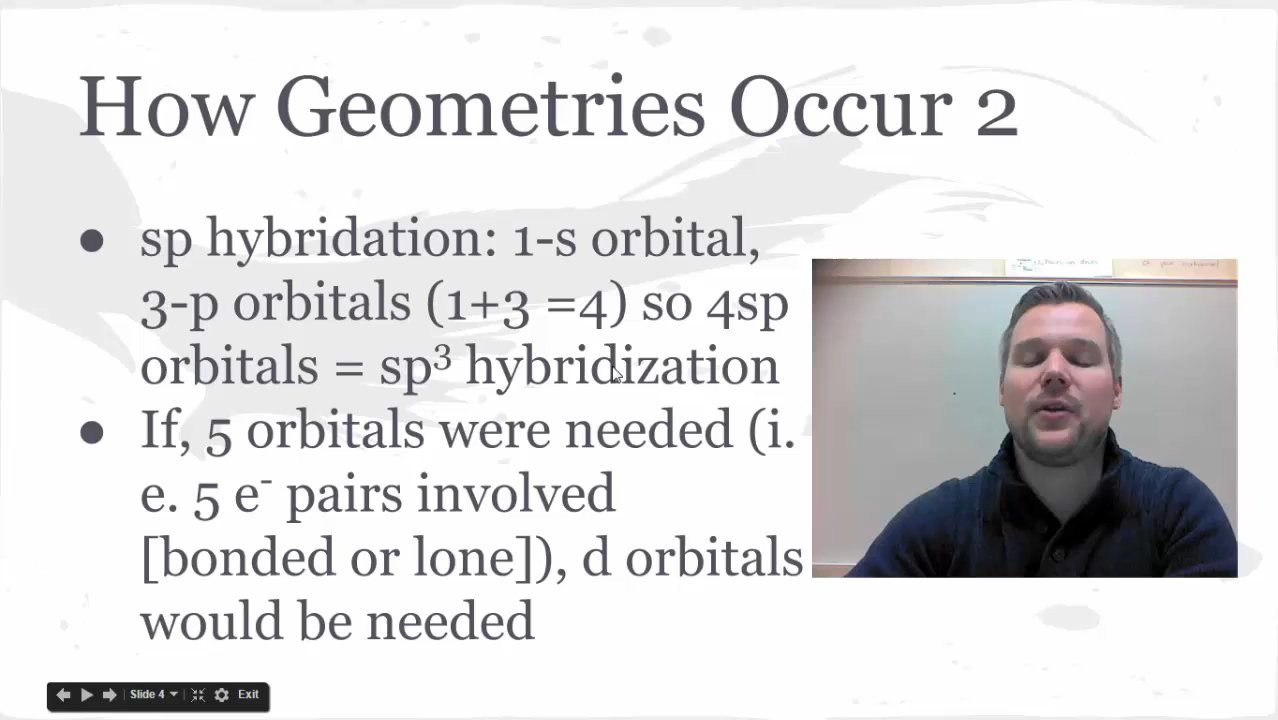 How Geometries Occur 2
● sp hybridation: 1-s orbital,
3-p orbitals (1+3 =4) so 4sp
orbitals = sp³ hybridization
● If, 5 orbitals were needed (i.
e. 5 e⁻ pairs involved
[bonded or lone]), d orbitals
would be needed
Slide 4
Exit